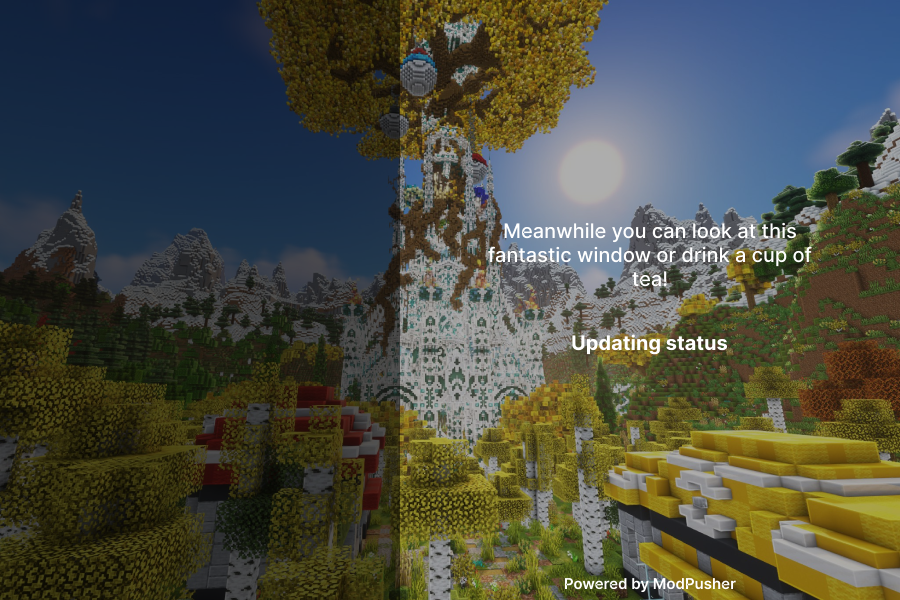 Meanwhile you can look at this
fantastic window or drink a cup of
tea!
Updating status
Powered by ModPusher